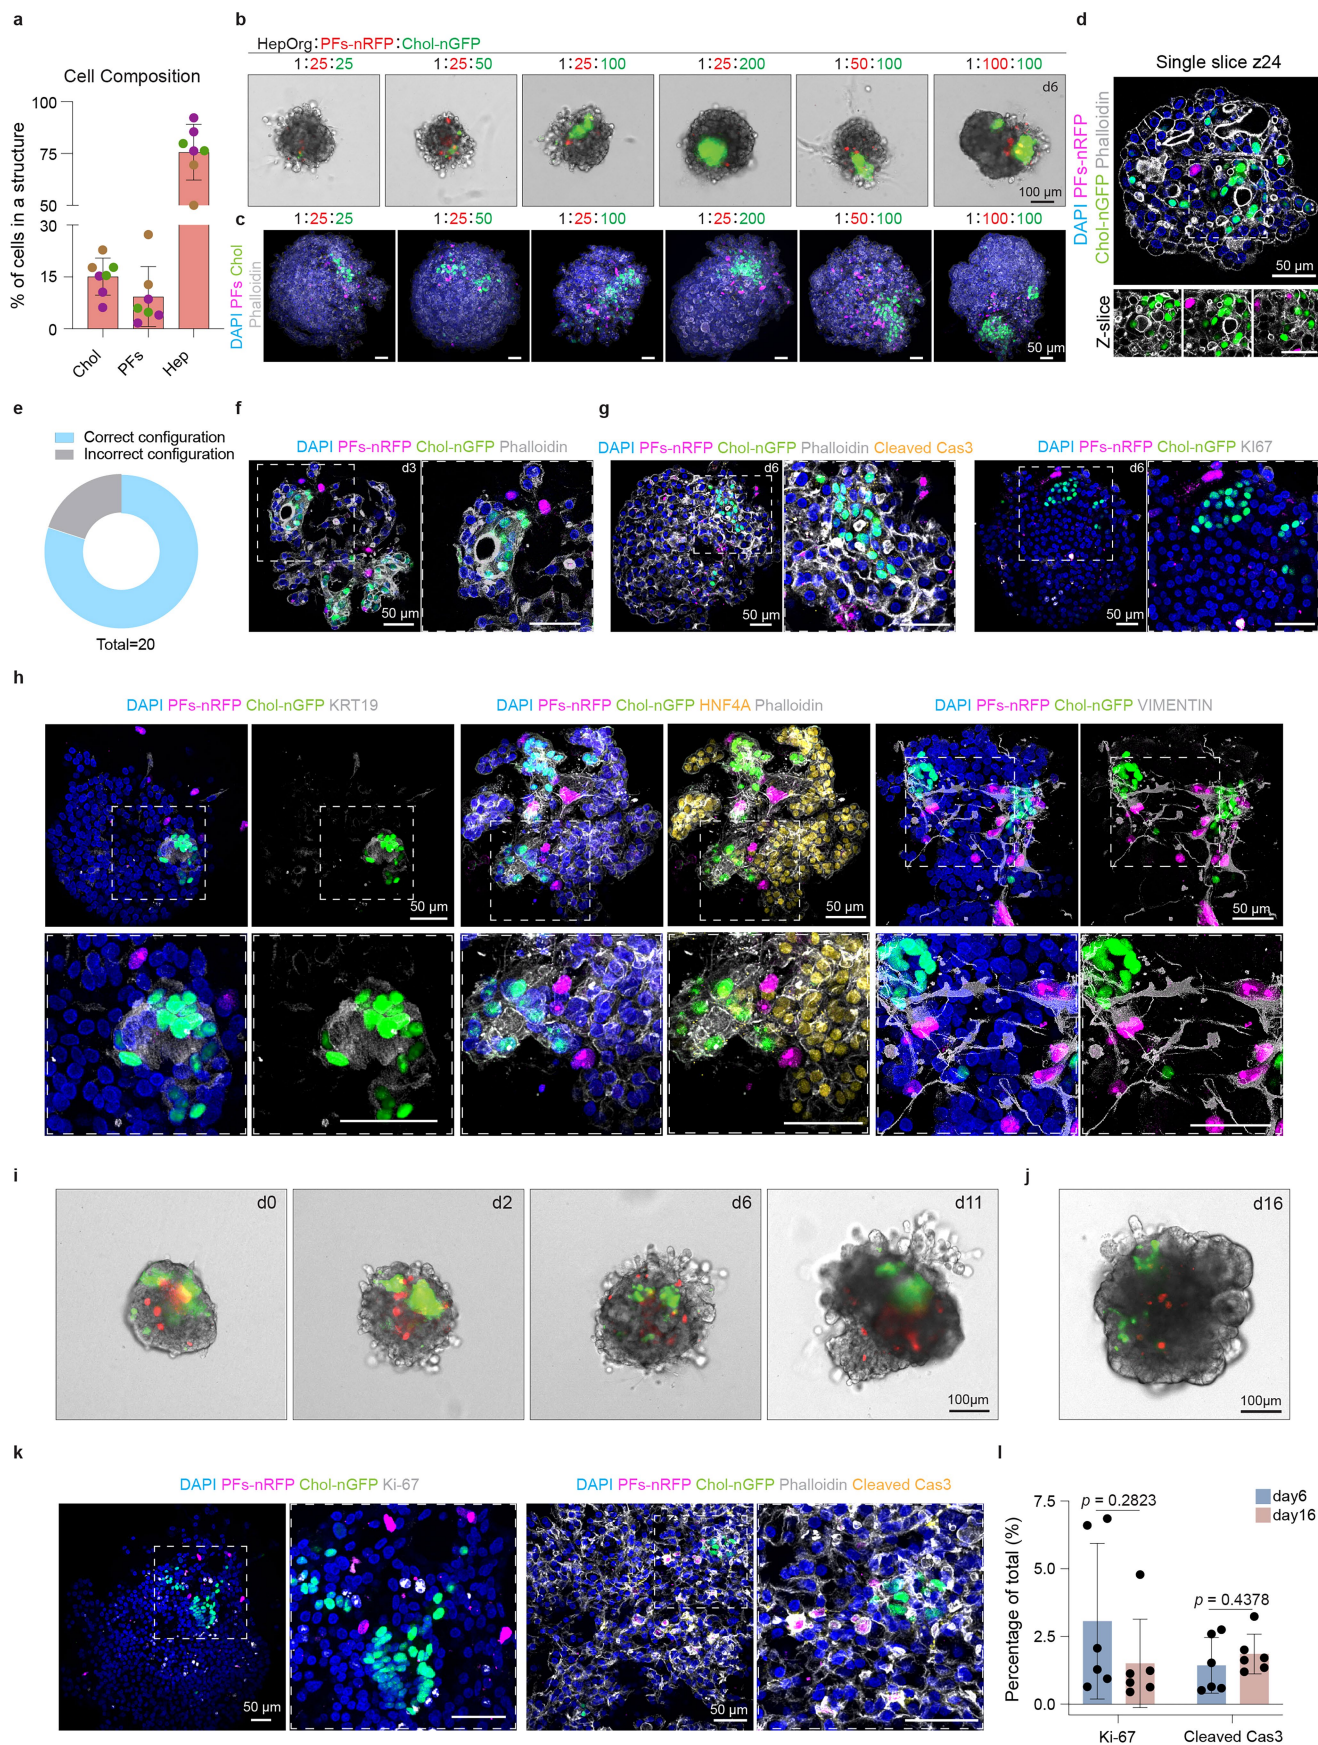 a
Cell Composition
% of cells in a structure
100
75
50
30
15
0
Chol
PFs
Hep
b
HepOrg:PFs-nRFP:Chol-nGFP
1:25:25
1:25:50
1:25:100
1:25:200
1:50:100
1:100:100
d6
100 µm
c
1:25:25
1:25:50
1:25:100
1:25:200
1:50:100
1:100:100
DAPI PFs Chol
Phalloidin
50 µm
d
Single slice z24
DAPI PFs-nRFP
Chol-nGFP Phalloidin
50 µm
Z-slice
e
Correct configuration
Incorrect configuration
Total=20
f
DAPI PFs-nRFP Chol-nGFP Phalloidin
d3
50 µm
g
DAPI PFs-nRFP Chol-nGFP Phalloidin Cleaved Cas3
d6
50 µm
DAPI PFs-nRFP Chol-nGFP KI67
d6
50 µm
h
DAPI PFs-nRFP Chol-nGFP KRT19
50 µm
DAPI PFs-nRFP Chol-nGFP HNF4A Phalloidin
50 µm
DAPI PFs-nRFP Chol-nGFP VIMENTIN
50 µm
i
d0
d2
d6
d11
100µm
j
d16
100µm
k
DAPI PFs-nRFP Chol-nGFP Ki-67
50 µm
DAPI PFs-nRFP Chol-nGFP Phalloidin Cleaved Cas3
50 µm
l
day6
day16
Percentage of total (%)
7.5
5.0
2.5
0.0
p = 0.2823
p = 0.4378
Ki-67
Cleaved Cas3